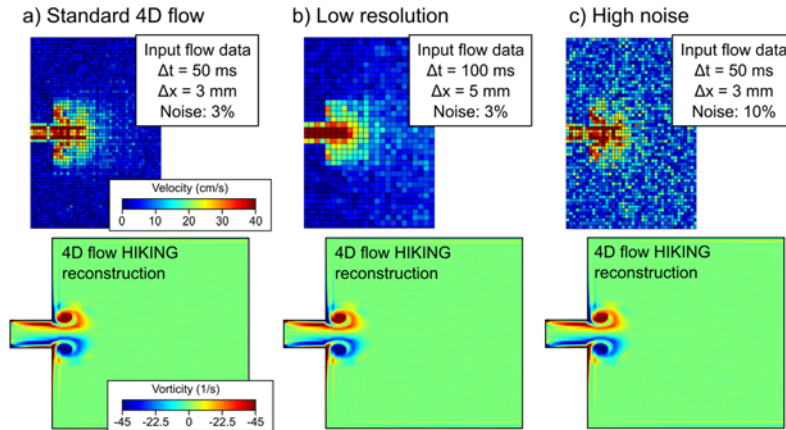 a) Standard 4D flow
Input flow data
Δt = 50 ms
Δx = 3 mm
Noise: 3%
Velocity (cm/s)
0 10 20 30 40
4D flow HIKING
reconstruction
Vorticity (1/s)
-45 -22.5 0 -22.5 -45
b) Low resolution
Input flow data
Δt = 100 ms
Δx = 5 mm
Noise: 3%
4D flow HIKING
reconstruction
c) High noise
Input flow data
Δt = 50 ms
Δx = 3 mm
Noise: 10%
4D flow HIKING
reconstruction